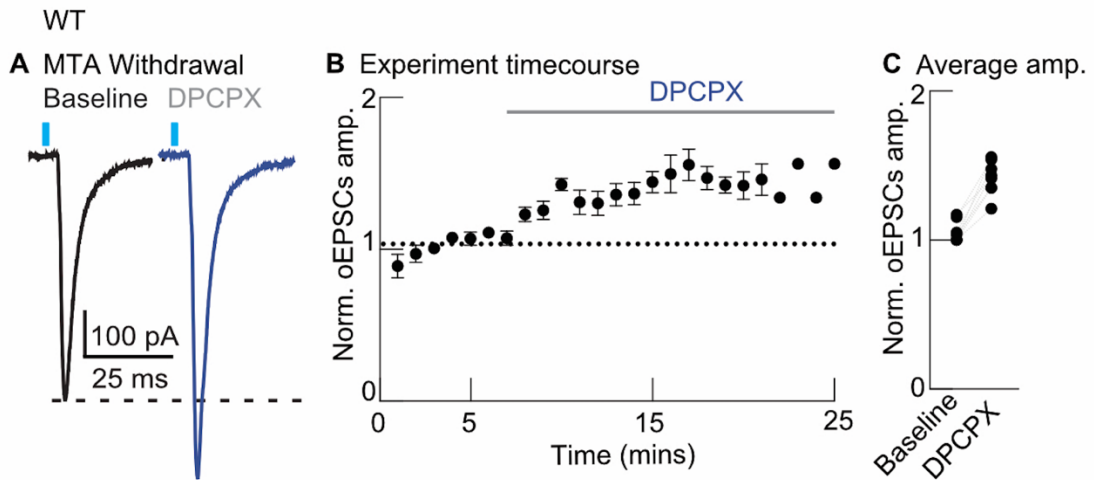 WT
A MTA Withdrawal
Baseline DPCPX
100 pA
25 ms
B Experiment timecourse
DPCPX
Norm. oEPSCs amp.
2
1
0
0 5 15 25
Time (mins)
C Average amp.
Norm. oEPSCs amp.
2
1
0
Baseline
DPCPX